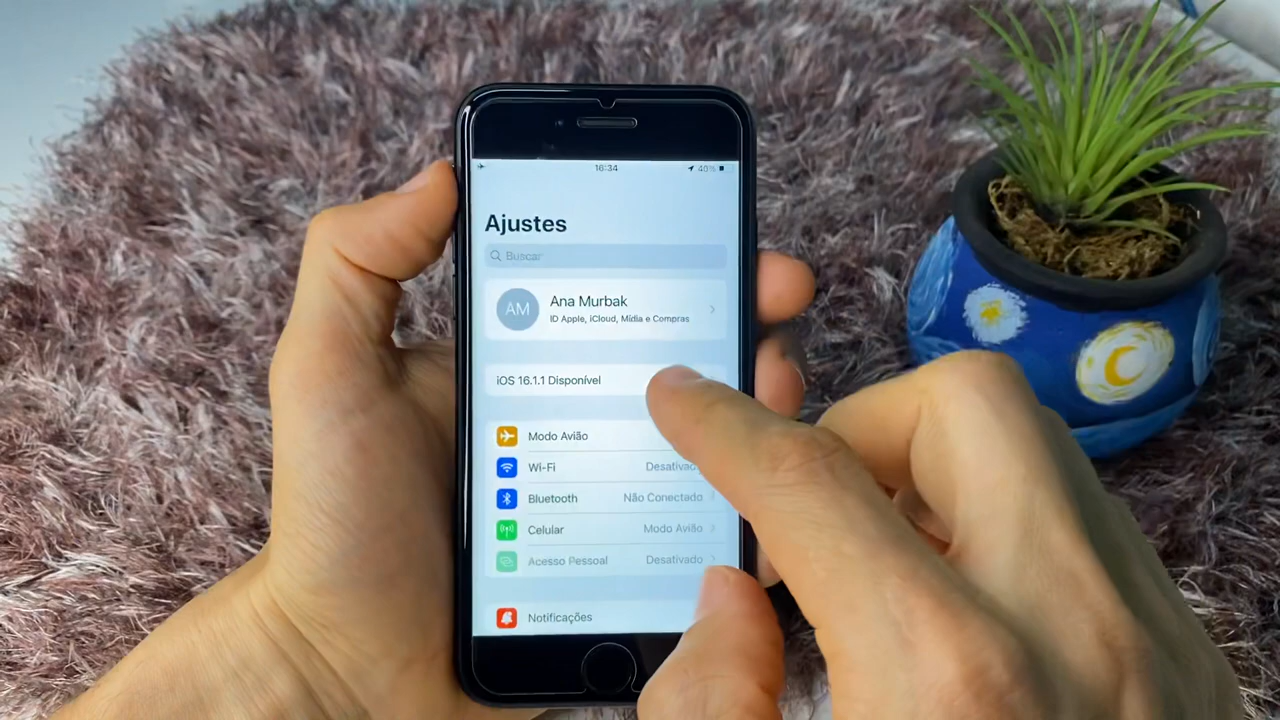 16:34
40%
Ajustes
Buscar
AM
Ana Murbak
ID Apple, iCloud, Mídia e Compras
iOS 16.1.1 Disponível
Modo Avião
Wi-Fi
Desativado
Bluetooth
Não Conectado
Celular
Modo Avião
Acesso Pessoal
Desativado
Notificações